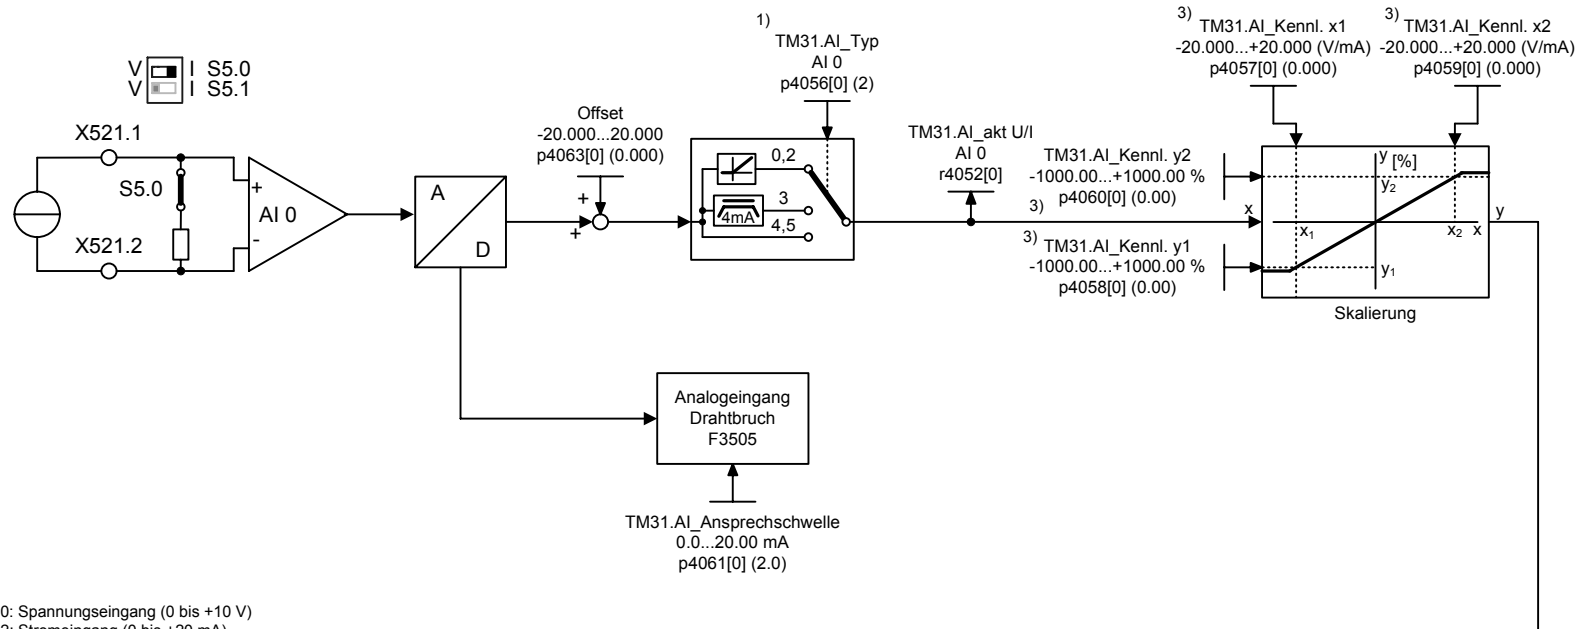 1)
TM31.AI_Typ
AI 0
p4056[0] (2)
3)
TM31.AI_Kennl. x1
-20.000...+20.000 (V/mA)
p4057[0] (0.000)
3)
TM31.AI_Kennl. x2
-20.000...+20.000 (V/mA)
p4059[0] (0.000)
V I S5.0
V I S5.1
X521.1
S5.0
X521.2
+
AI 0
-
A
D
Offset
-20.000...20.000
p4063[0] (0.000)
+
+
0,2
3
4mA
4,5
TM31.AI_akt U/I
AI 0
r4052[0]
TM31.AI_Kennl. y2
-1000.00...+1000.00 %
p4060[0] (0.00)
3)
3)
TM31.AI_Kennl. y1
-1000.00...+1000.00 %
p4058[0] (0.00)
x
y [%]
y2
x1
x2 x
y1
y
Skalierung
Analogeingang
Drahtbruch
F3505
TM31.AI_Ansprechschwelle
0.0...20.00 mA
p4061[0] (2.0)
0: Spannungseingang (0 bis +10 V)
2: Stromeingang (0 bis +20 mA)